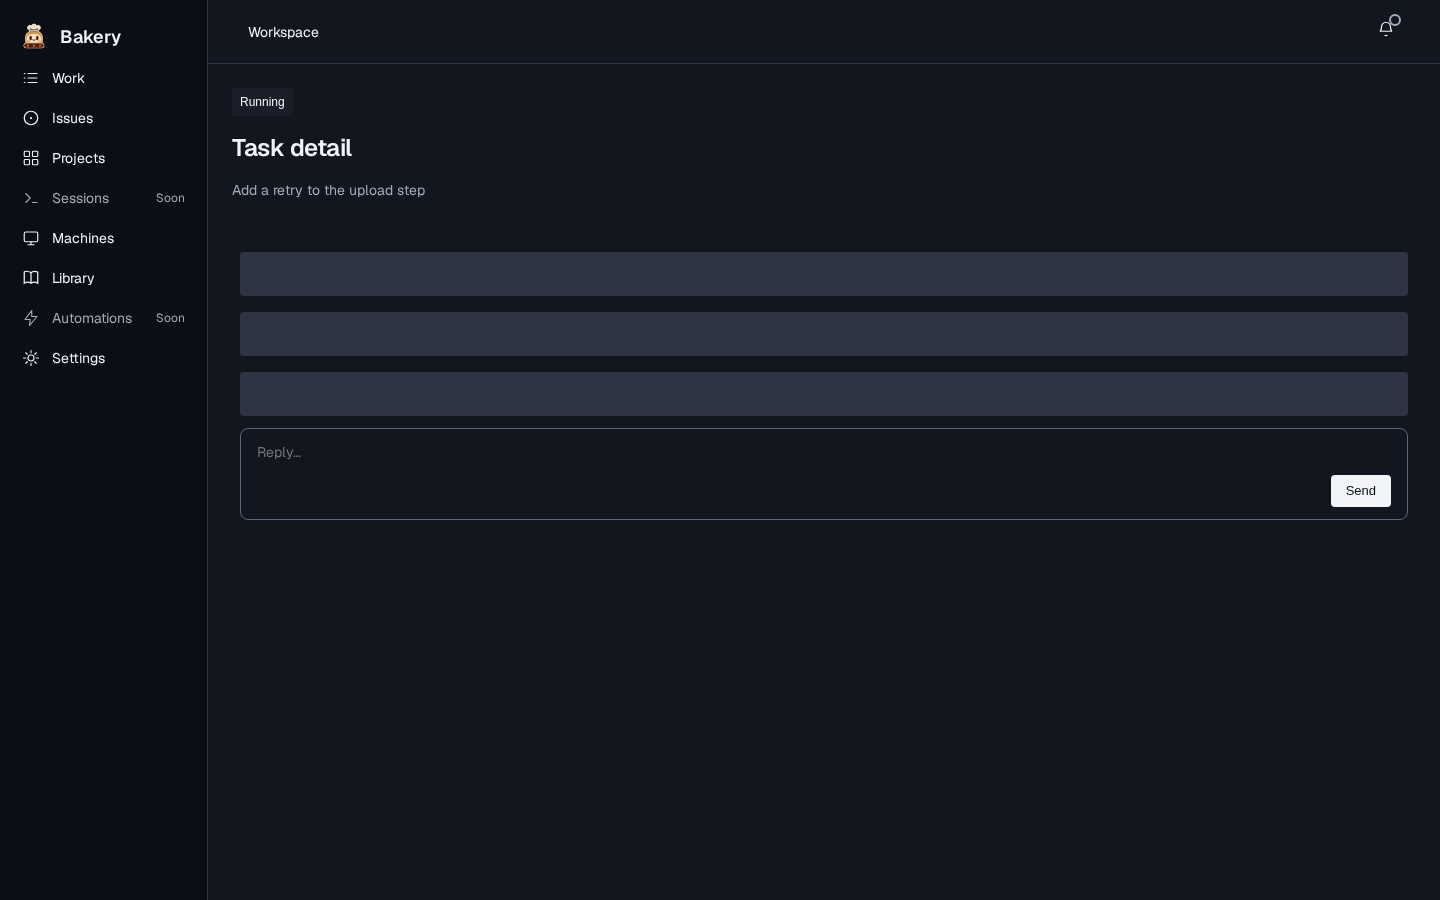 Bakery
Work
Issues
Projects
Sessions Soon
Machines
Library
Automations Soon
Settings
Workspace
Running
Task detail
Add a retry to the upload step
Reply...
Send